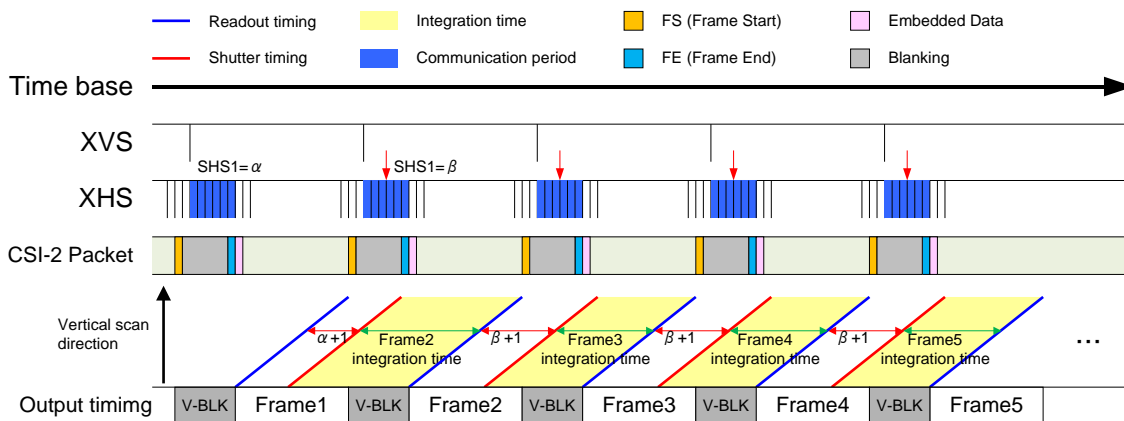 Readout timing
Integration time
FS (Frame Start)
Embedded Data
Shutter timing
Communication period
FE (Frame End)
Blanking
Time base
XVS
SHS1= α
SHS1= β
XHS
CSI-2 Packet
Vertical scan
direction
α+1
Frame2
integration time
β+1
Frame3
integration time
β+1
Frame4
integration time
β+1
Frame5
integration time
...
Output timimg
V-BLK
Frame1
V-BLK
Frame2
V-BLK
Frame3
V-BLK
Frame4
V-BLK
Frame5